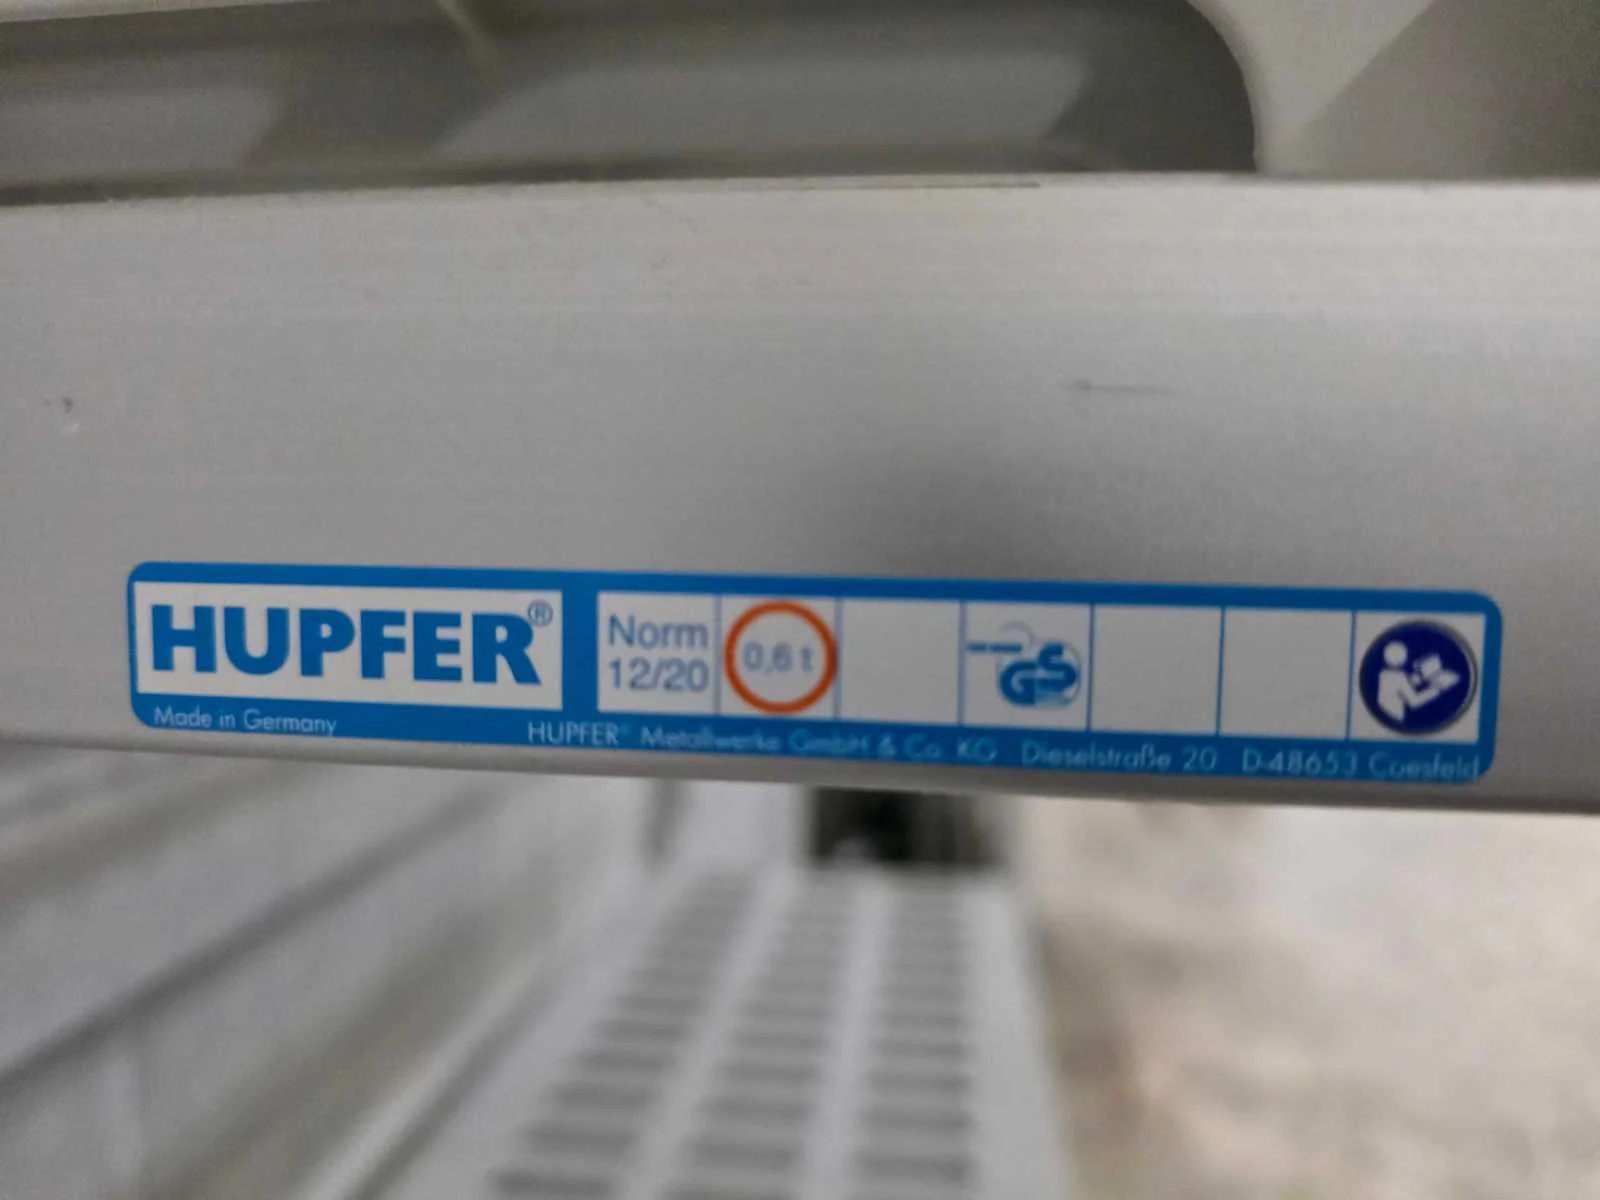 HUPFER®
Norm
12/20
0,6 t
GS
Made in Germany
HUPFER® Metallwerke GmbH & Co. KG Dieselstraße 20 D-48653 Coesfeld